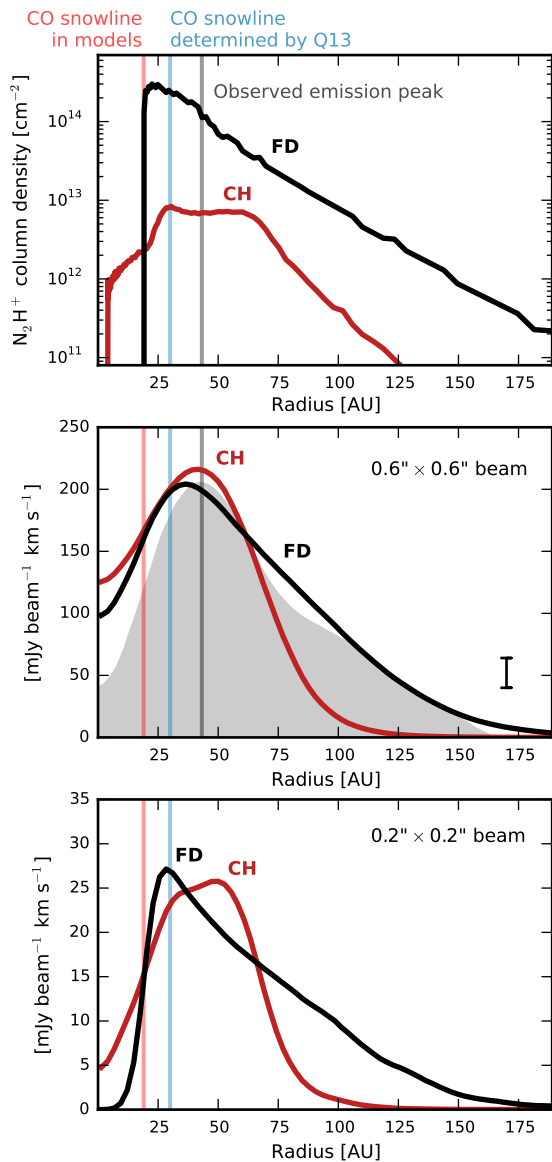 CO snowline
in models
CO snowline
determined by Q13
Observed emission peak
FD
CH
10^14
10^13
10^12
10^11
N2H+ column density [cm−2]
25 50 75 100 125 150 175
Radius [AU]
0.6" × 0.6" beam
CH
FD
250
200
150
100
50
0
[mJy beam−1 km s−1]
25 50 75 100 125 150 175
Radius [AU]
0.2" × 0.2" beam
FD
CH
35
30
25
20
15
10
5
0
[mJy beam−1 km s−1]
25 50 75 100 125 150 175
Radius [AU]